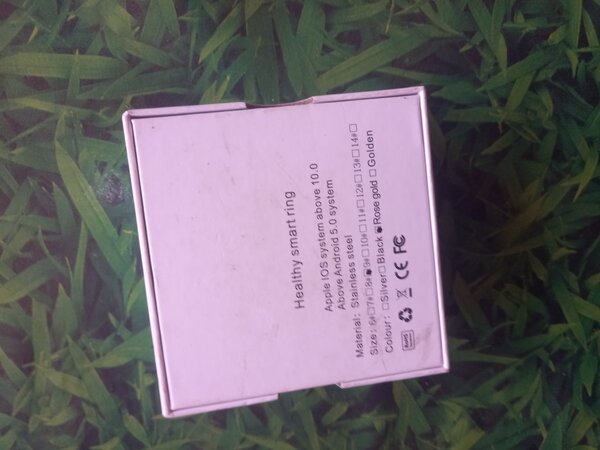 Healthy smart ring
Apple IOS system above 10.0
Above Android 5.0 system
Material: Stainless steel
Size: 6#□7#□8#■9#□10#□11#□12#□13#□14#□
Colour: □Silver□Black■Rose gold □Golden
RoHS CE FC